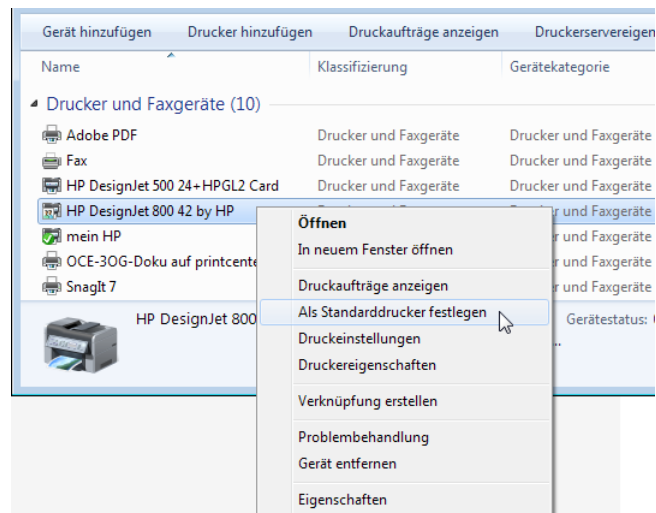 Gerät hinzufügen Drucker hinzufügen Druckaufträge anzeigen Druckerservereigen
Name Klassifizierung Gerätekategorie
Drucker und Faxgeräte (10)
Adobe PDF Drucker und Faxgeräte Drucker und Faxgeräte
Fax Drucker und Faxgeräte Drucker und Faxgeräte
HP DesignJet 500 24+HPGL2 Card Drucker und Faxgeräte Drucker und Faxgeräte
HP DesignJet 800 42 by HP r und Faxgeräte
Öffnen
mein HP r und Faxgeräte
In neuem Fenster öffnen
OCE-3OG-Doku auf printcente r und Faxgeräte
SnagIt 7 r und Faxgeräte
Druckaufträge anzeigen
HP DesignJet 800 Gerätestatus:
Als Standarddrucker festlegen
Druckeinstellungen
Druckereigenschaften
Verknüpfung erstellen
Problembehandlung
Gerät entfernen
Eigenschaften